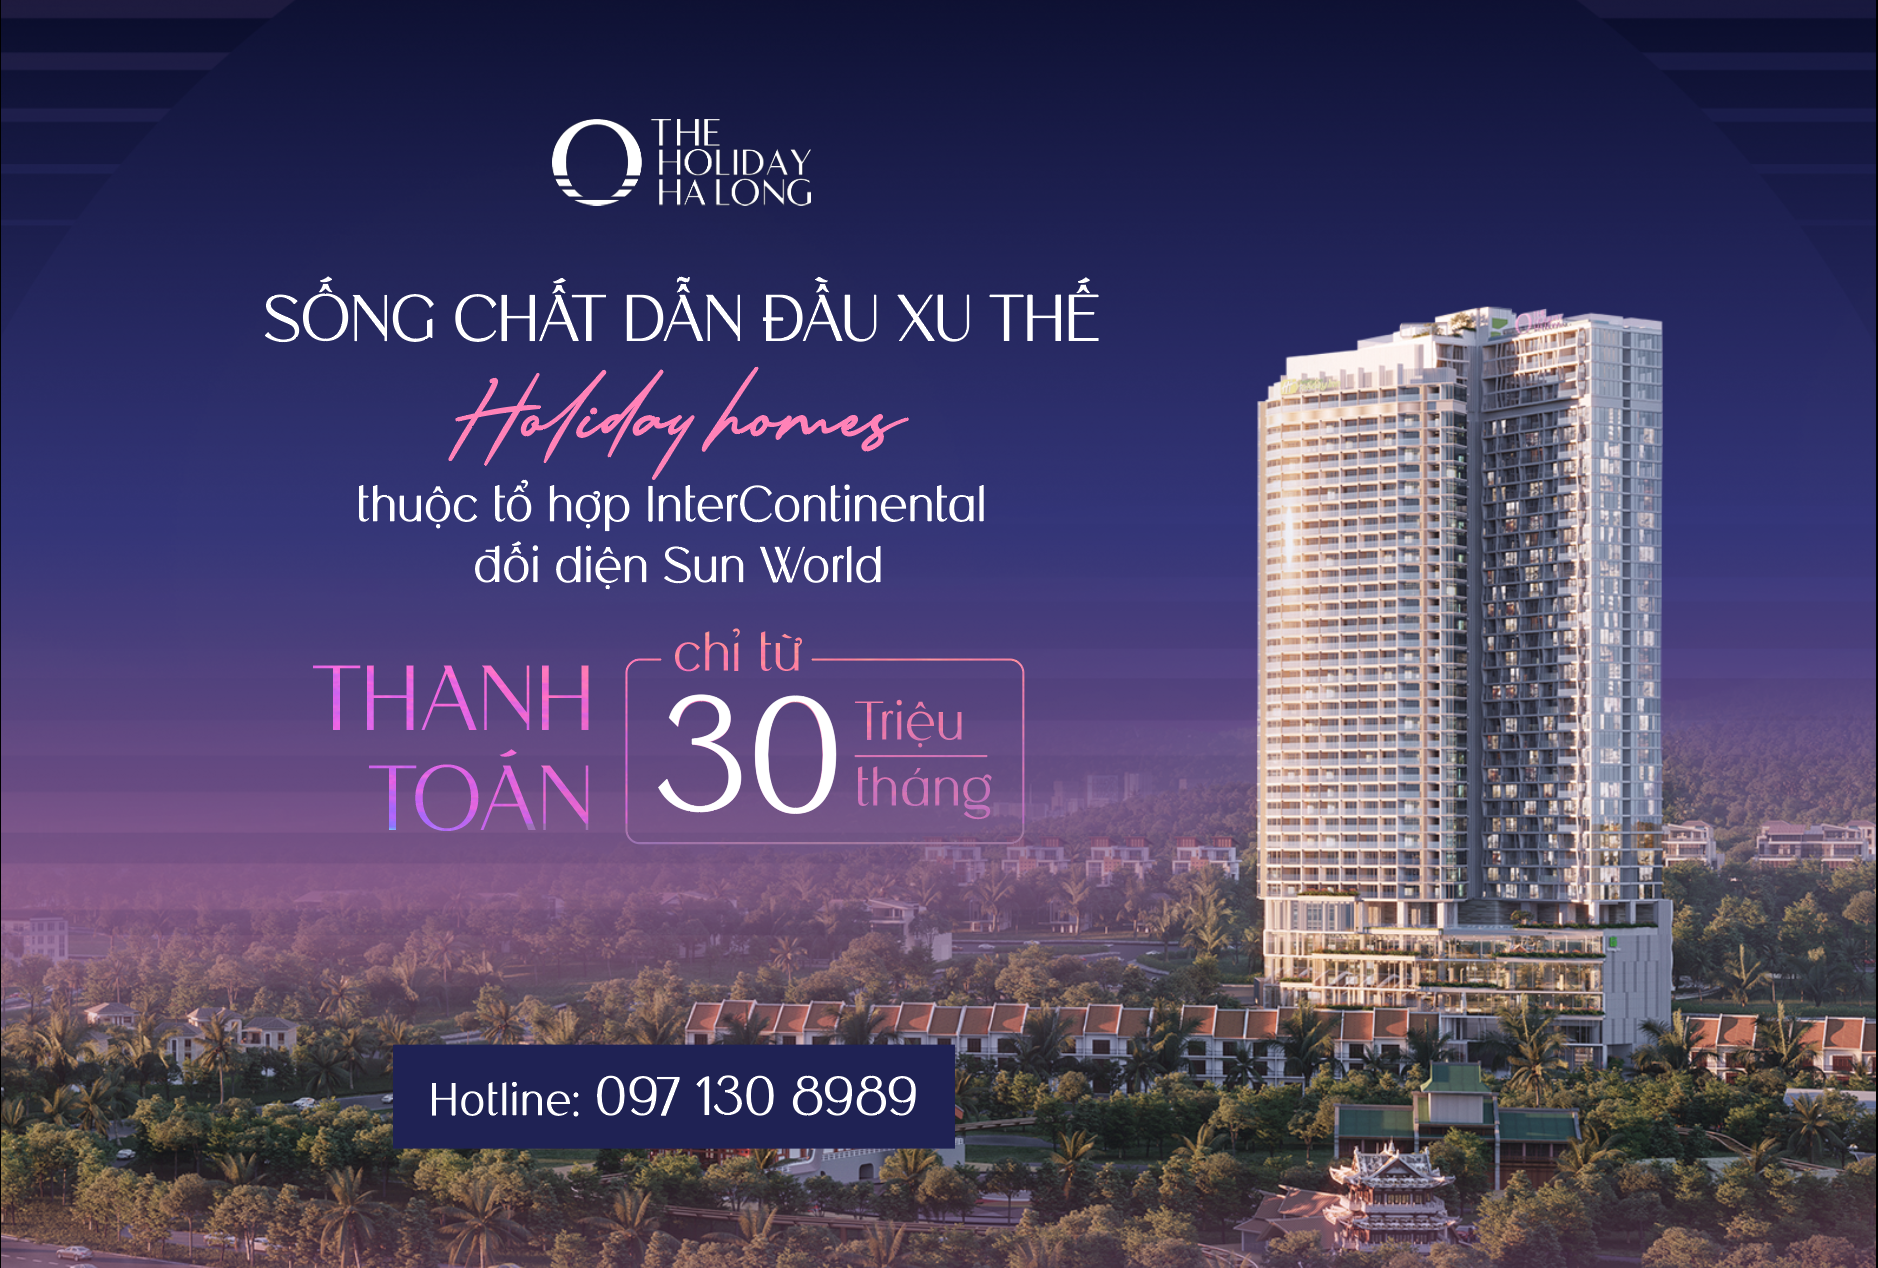 THE
HOLIDAY
HA LONG
SỐNG CHẤT DẪN ĐẦU XU THẾ
Holiday homes
thuộc tổ hợp InterContinental
đối diện Sun World
THANH
TOÁN
chỉ từ
30
Triệu
tháng
Hotline: 097 130 8989